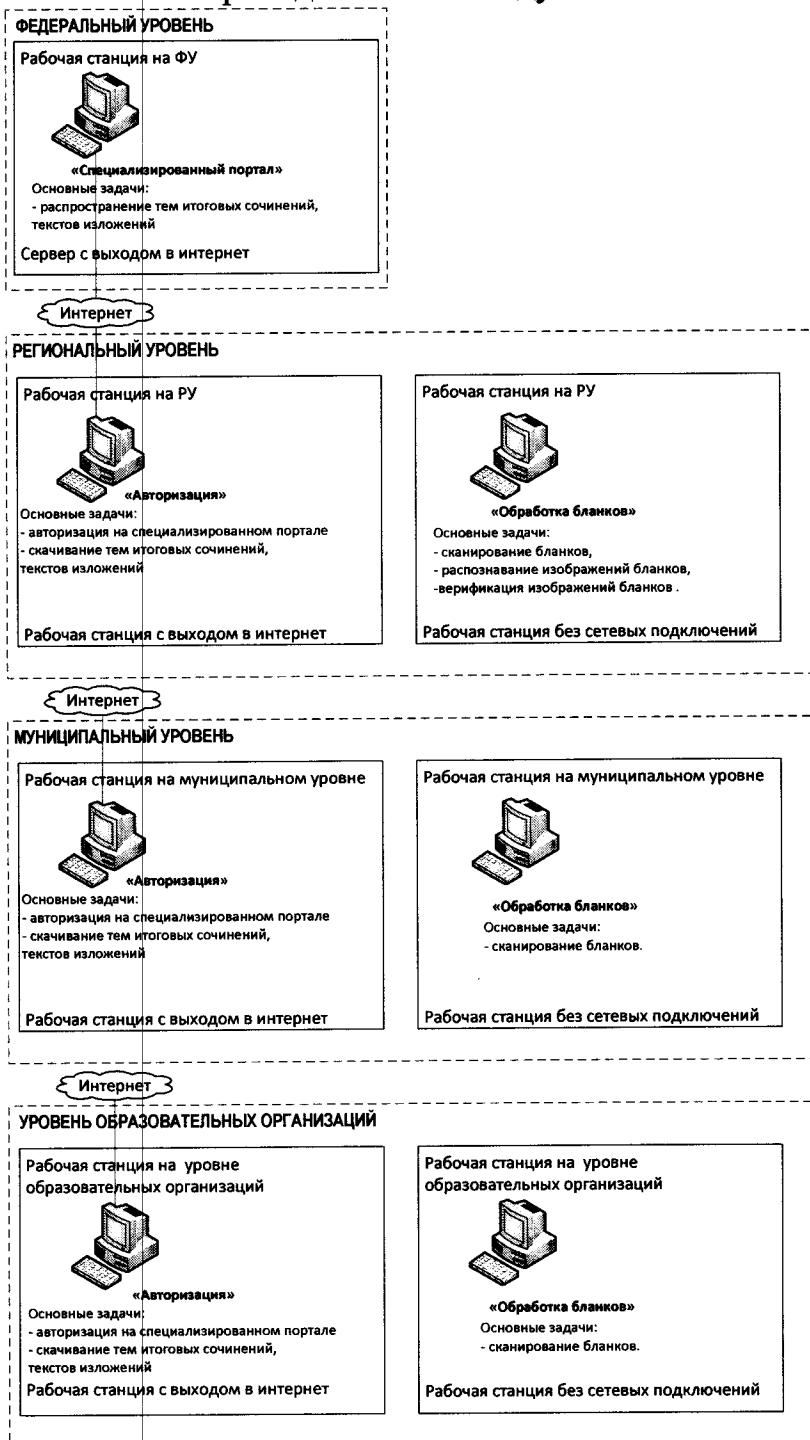 ФЕДЕРАЛЬНЫЙ УРОВЕНЬ
Рабочая станция на ФУ
«Специализированный портал»
Основные задачи:
- распространение тем итоговых сочинений,
текстов изложений
Сервер с выходом в интернет
Интернет
РЕГИОНАЛЬНЫЙ УРОВЕНЬ
Рабочая станция на РУ
«Авторизация»
Основные задачи:
- авторизация на специализированном портале
- скачивание тем итоговых сочинений,
текстов изложений
Рабочая станция с выходом в интернет
Рабочая станция на РУ
«Обработка бланков»
Основные задачи:
- сканирование бланков,
- распознавание изображений бланков,
-верификация изображений бланков .
Рабочая станция без сетевых подключений
Интернет
МУНИЦИПАЛЬНЫЙ УРОВЕНЬ
Рабочая станция на муниципальном уровне
«Авторизация»
Основные задачи:
- авторизация на специализированном портале
- скачивание тем итоговых сочинений,
текстов изложений
Рабочая станция с выходом в интернет
Рабочая станция на муниципальном уровне
«Обработка бланков»
Основные задачи:
- сканирование бланков.
Рабочая станция без сетевых подключений
Интернет
УРОВЕНЬ ОБРАЗОВАТЕЛЬНЫХ ОРГАНИЗАЦИЙ
Рабочая станция на уровне
образовательных организаций
«Авторизация»
Основные задачи:
- авторизация на специализированном портале
- скачивание тем итоговых сочинений,
текстов изложений
Рабочая станция с выходом в интернет
Рабочая станция на уровне
образовательных организаций
«Обработка бланков»
Основные задачи:
- сканирование бланков.
Рабочая станция без сетевых подключений